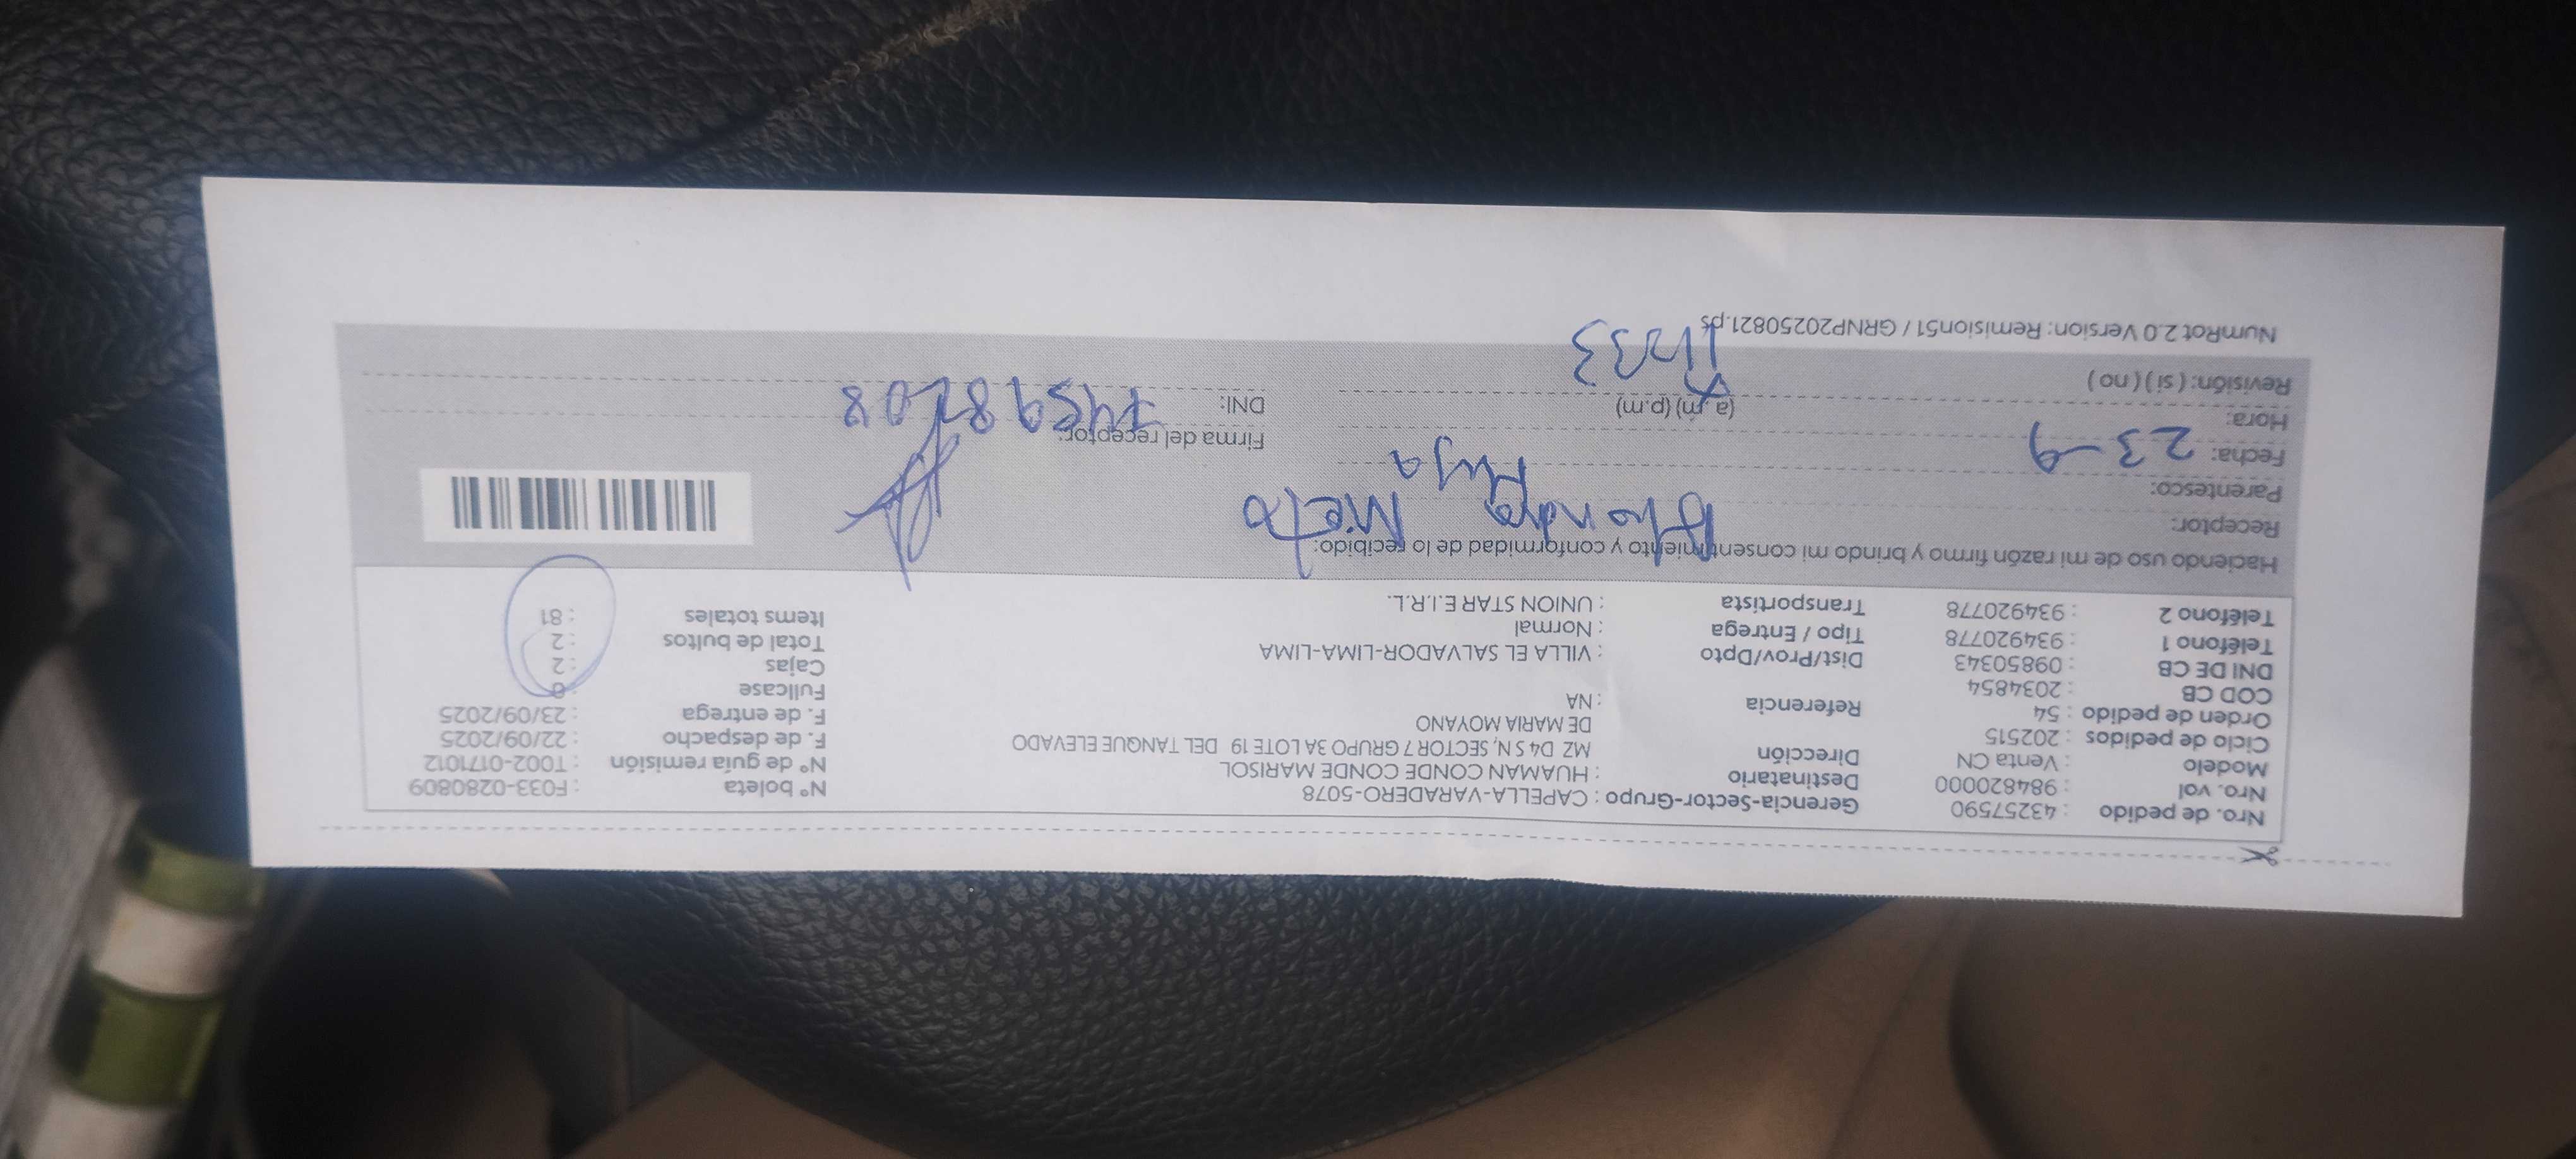 Nro. de pedido : 43257590 Gerencia-Sector-Grupo : CAPELLA-VARADERO-5078 N° boleta : F033-0280809
Nro. vol : 984820000 Destinatario : HUAMAN CONDE CONDE MARISOL N° de guía remisión : T002-0171012
Modelo : Venta CN Dirección MZ D4 S N, SECTOR 7 GRUPO 3A LOTE 19 DEL TANQUE ELEVADO F. de despacho : 22/09/2025
Ciclo de pedidos : 202515 DE MARIA MOYANO F. de entrega : 23/09/2025
Orden de pedido : 54 Referencia : NA Fullcase : 0
COD CB : 2034854 Cajas : 2
DNI DE CB : 09850343 Dist/Prov/Dpto : VILLA EL SALVADOR-LIMA-LIMA Total de bultos : 2
Teléfono 1 : 934920778 Tipo / Entrega : Normal Items totales : 81
Teléfono 2 : 934920778 Transportista : UNION STAR E.I.R.L.
Haciendo uso de mi razón firmo y brindo mi consentimiento y conformidad de lo recibido:
Receptor: Nieto
Parentesco: Hija
Fecha: 23-9 Firma del receptor:
Hora: (a.m) (p.m) DNI:
Revisión: ( si ) ( no ) 11:33
NumRot 2.0 Version: Remision51 / GRNP20250821.ps